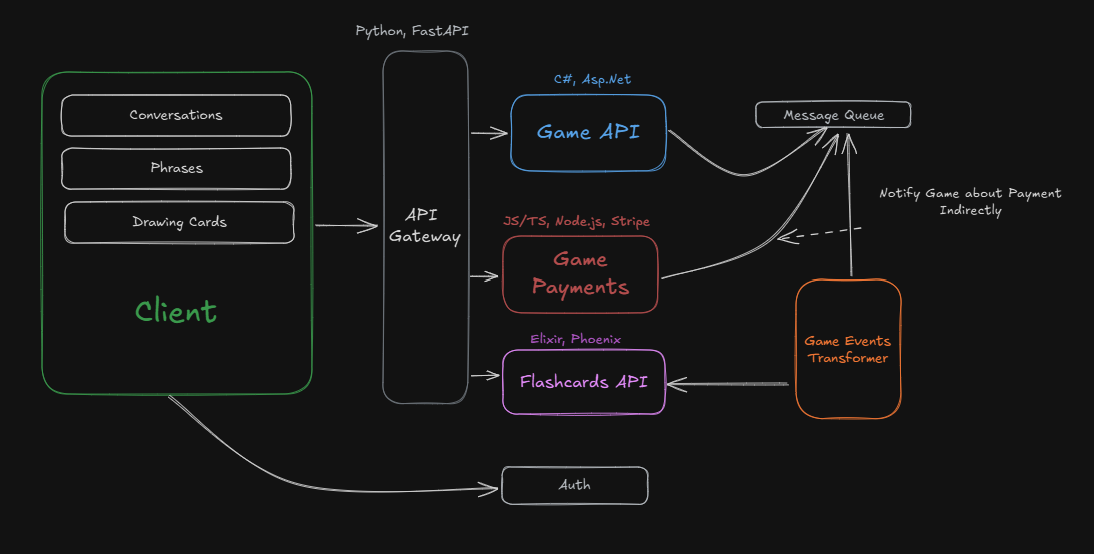 Python, FastAPI
C#, Asp.Net
Conversations
Game API
Message Queue
Phrases
Notify Game about Payment
Indirectly
Drawing Cards
API
Gateway
JS/TS, Node.js, Stripe
Game
Payments
Client
Elixir, Phoenix
Game Events
Transformer
Flashcards API
Auth